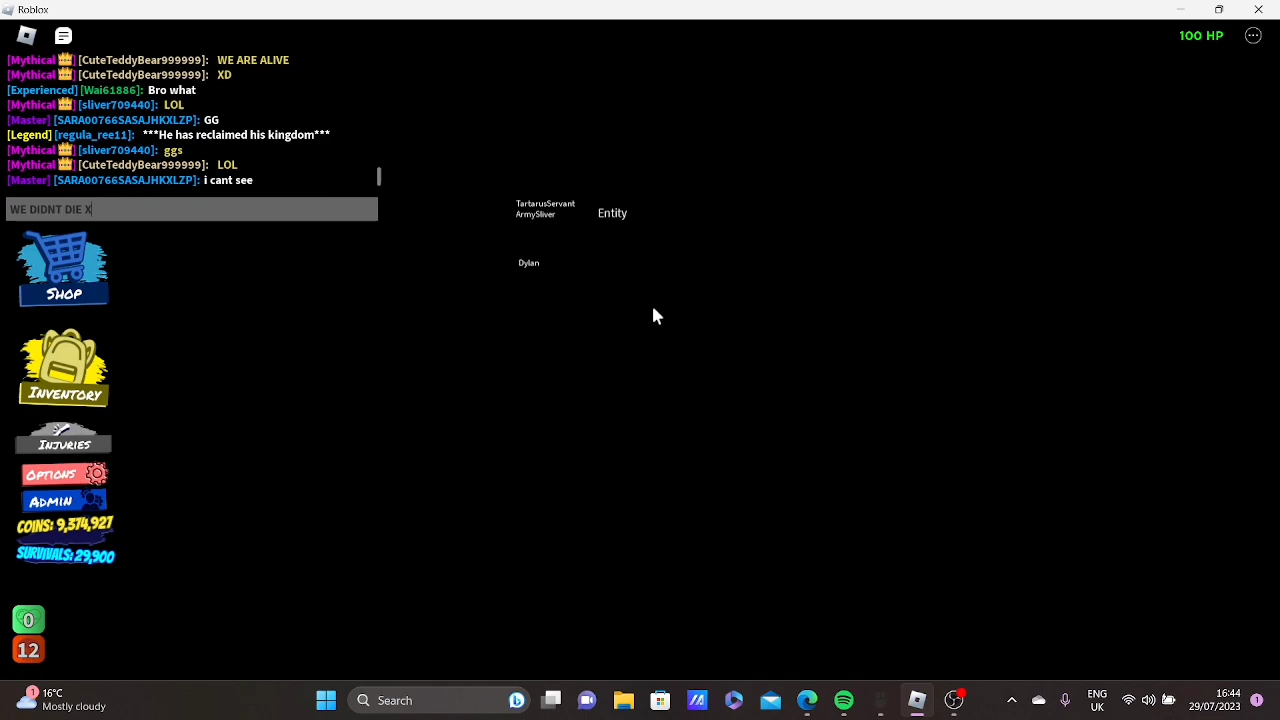 Roblox
100 HP
[Mythical👑] [CuteTeddyBear999999]: WE ARE ALIVE
[Mythical👑] [CuteTeddyBear999999]: XD
[Experienced] [Wai61886]: Bro what
[Mythical👑] [sliver709440]: LOL
[Master] [SARA00766SASAJHKXLZP]: GG
[Legend] [regula_ree11]: ***He has reclaimed his kingdom***
[Mythical👑] [sliver709440]: ggs
[Mythical👑] [CuteTeddyBear999999]: LOL
[Master] [SARA00766SASAJHKXLZP]: i cant see
WE DIDNT DIE X
TartarusServant
ArmySliver
Entity
Dylan
SHOP
INVENTORY
INJURIES
OPTIONS
ADMIN
COINS: 9,374,927
SURVIVALS: 29,900
0
12
1
16°C
Mostly cloudy
Search
ENG
UK
16:44
29/07/2023
1